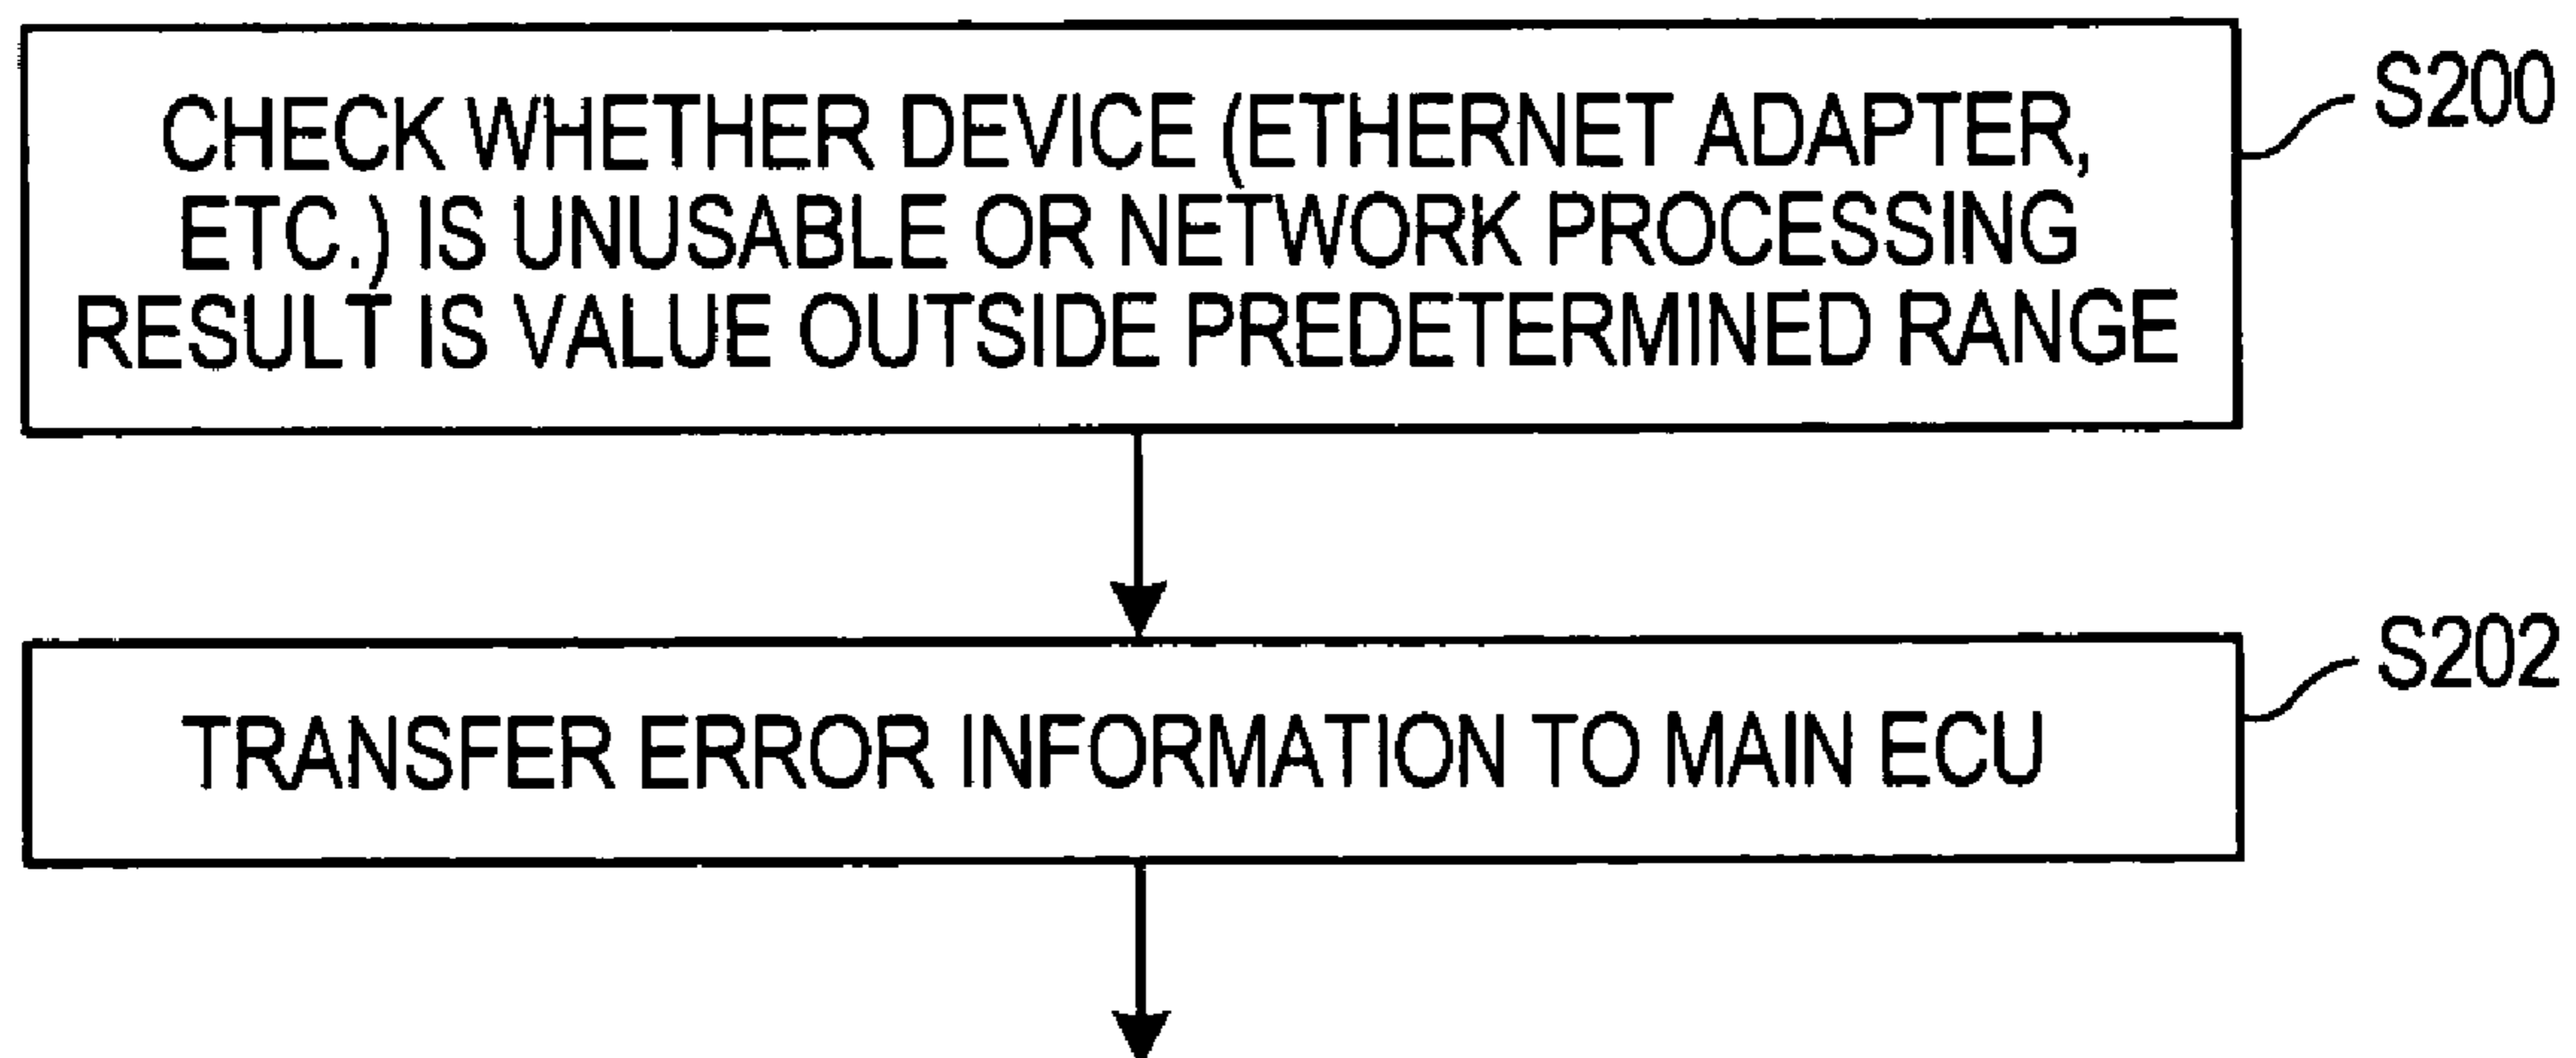 CHECK WHETHER DEVICE (ETHERNET ADAPTER,
ETC.) IS UNUSABLE OR NETWORK PROCESSING
RESULT IS VALUE OUTSIDE PREDETERMINED RANGE
S200
TRANSFER ERROR INFORMATION TO MAIN ECU
S202